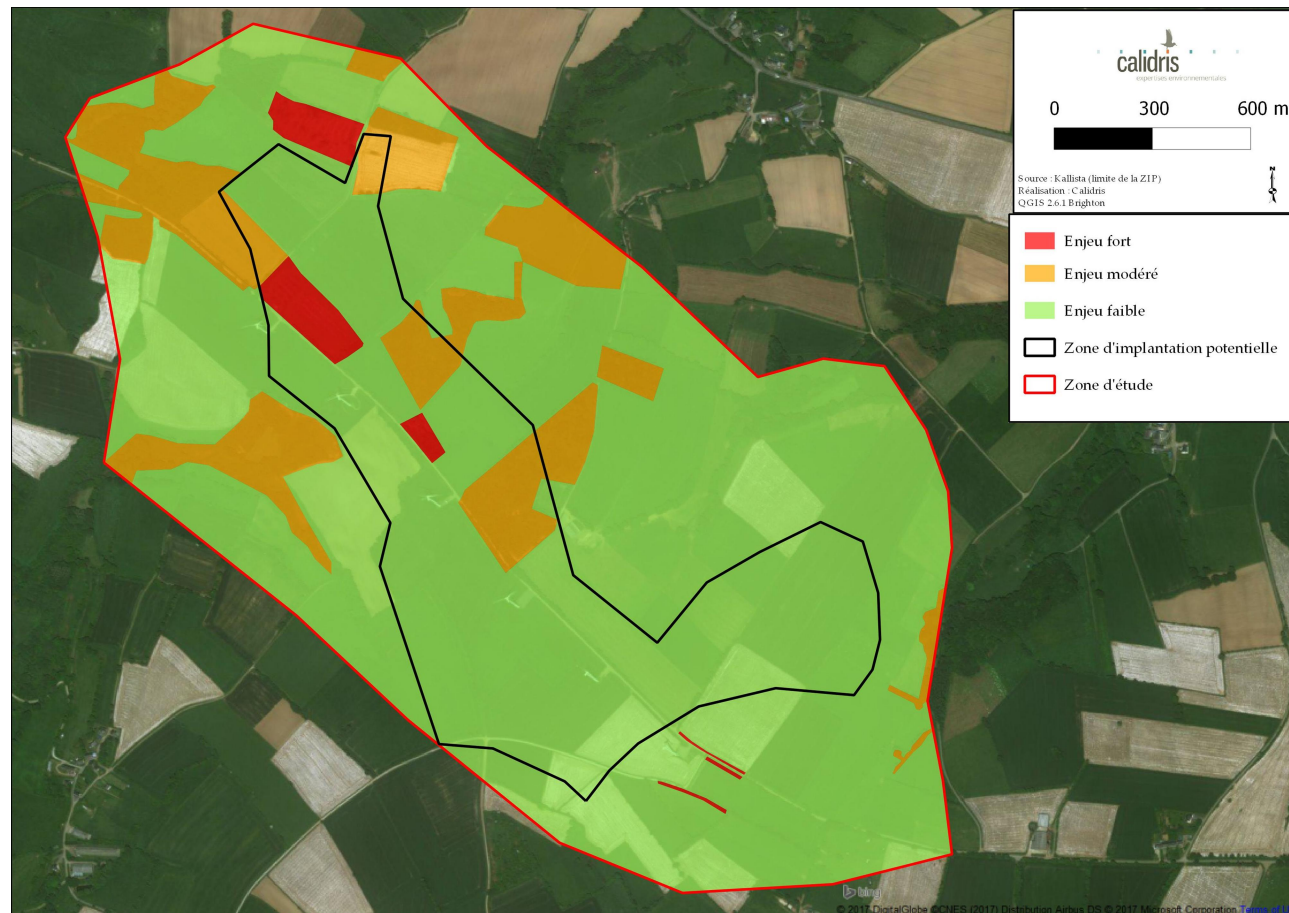 calidris
expertises environnementales
0 300 600 m
Source : Kallista (limite de la ZIP)
Réalisation : Calidris
QGIS 2.6.1 Brighton
N
Enjeu fort
Enjeu modéré
Enjeu faible
Zone d'implantation potentielle
Zone d'étude
bing
© 2017 DigitalGlobe ©CNES (2017) Distribution Airbus DS © 2017 Microsoft Corporation Terms of U